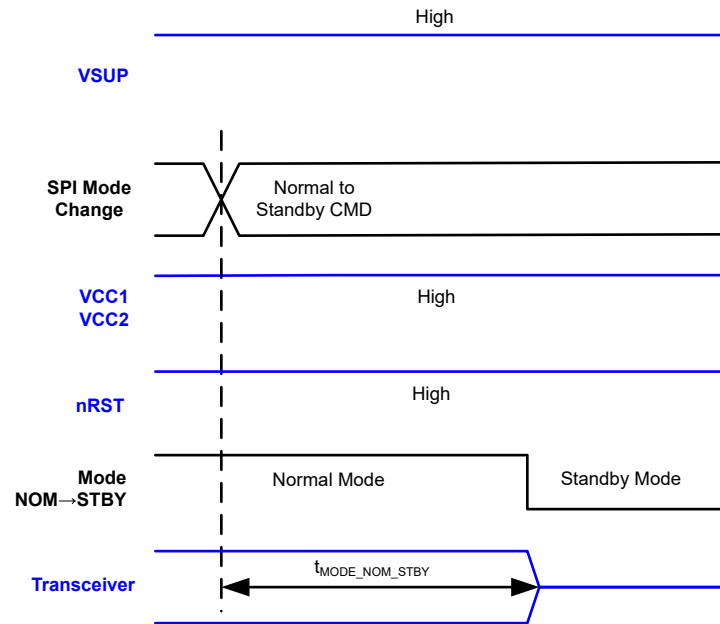 High
VSUP
SPI Mode
Change
Normal to
Standby CMD
VCC1
VCC2
High
nRST
High
Mode
NOM→STBY
Normal Mode
Standby Mode
Transceiver
tMODE_NOM_STBY